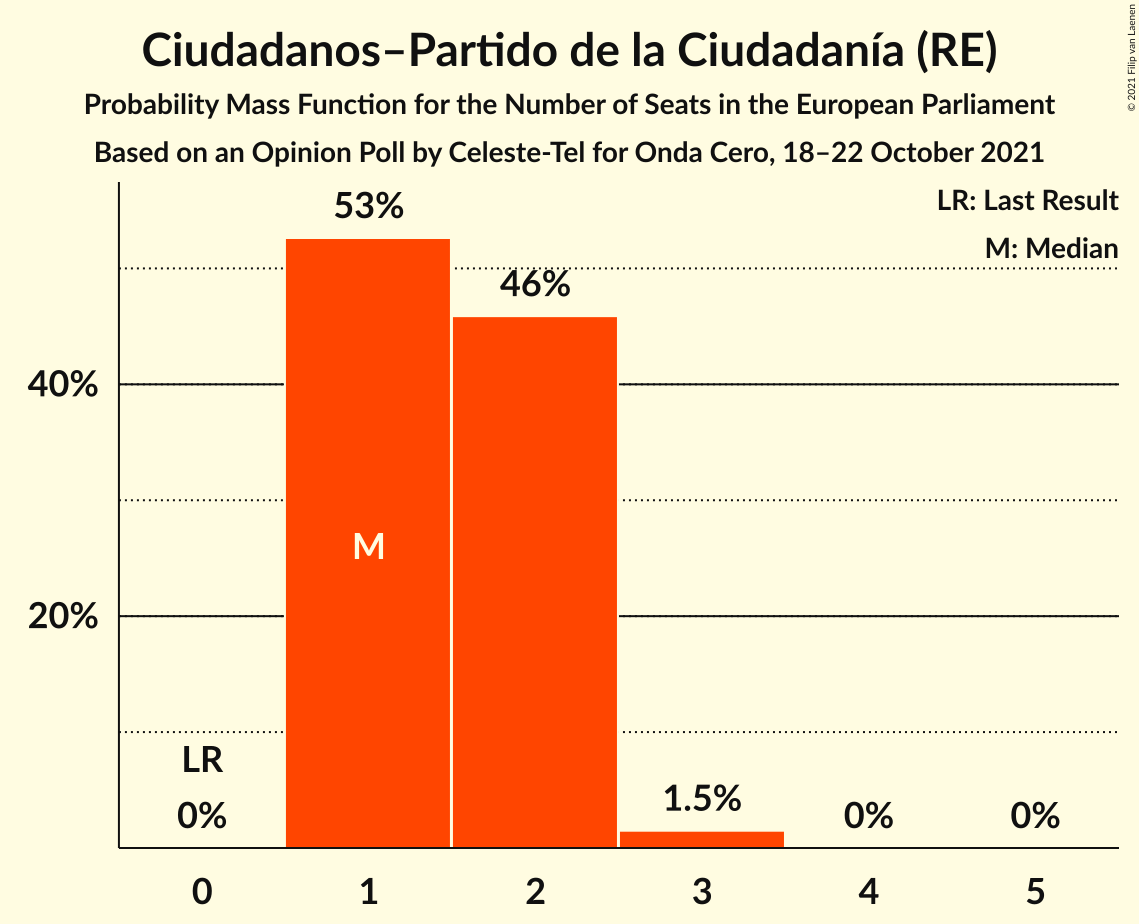 Ciudadanos–Partido de la Ciudadanía (RE)
Probability Mass Function for the Number of Seats in the European Parliament
Based on an Opinion Poll by Celeste-Tel for Onda Cero, 18–22 October 2021
© 2021 Filip van Laenen
LR: Last Result
M: Median
53%
46%
40%
M
20%
LR
0%
1.5%
0%
0%
0 1 2 3 4 5